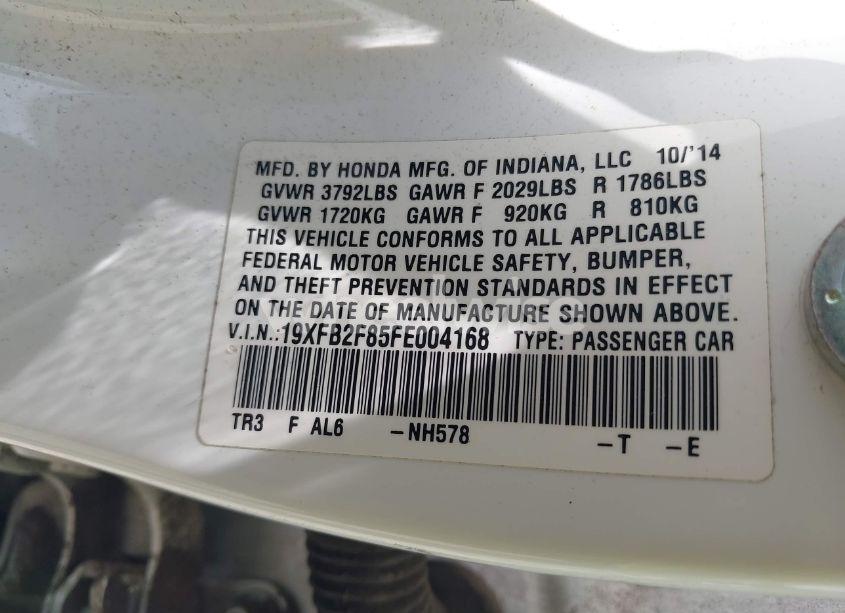 MFD. BY HONDA MFG. OF INDIANA, LLC 10/'14
GVWR 3792LBS GAWR F 2029LBS R 1786LBS
GVWR 1720KG GAWR F 920KG R 810KG
THIS VEHICLE CONFORMS TO ALL APPLICABLE
FEDERAL MOTOR VEHICLE SAFETY, BUMPER,
AND THEFT PREVENTION STANDARDS IN EFFECT
ON THE DATE OF MANUFACTURE SHOWN ABOVE.
V.I.N.:19XFB2F85FE004168 TYPE: PASSENGER CAR
TR3 F AL6 -NH578 -T -E